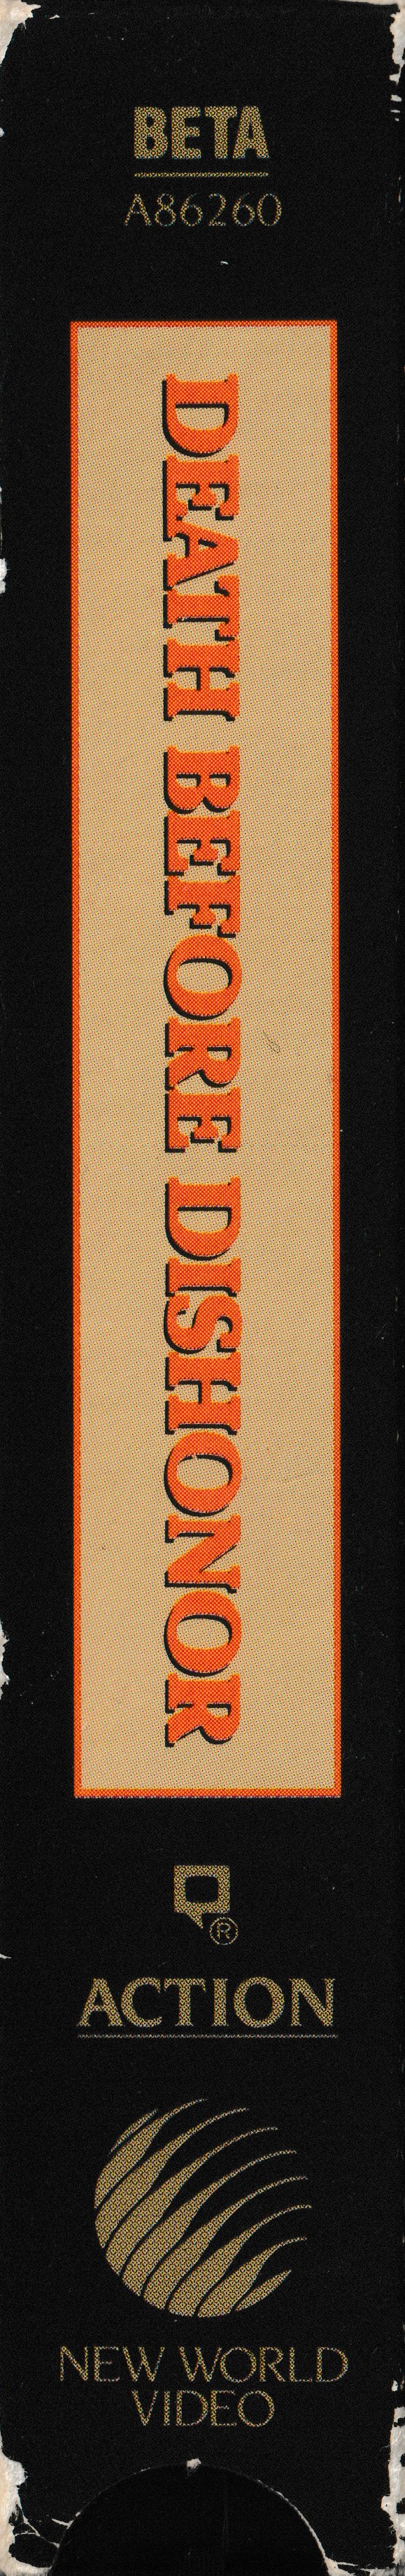 BETA
A86260
DEATH BEFORE DISHONOR
®
ACTION
NEW WORLD
VIDEO